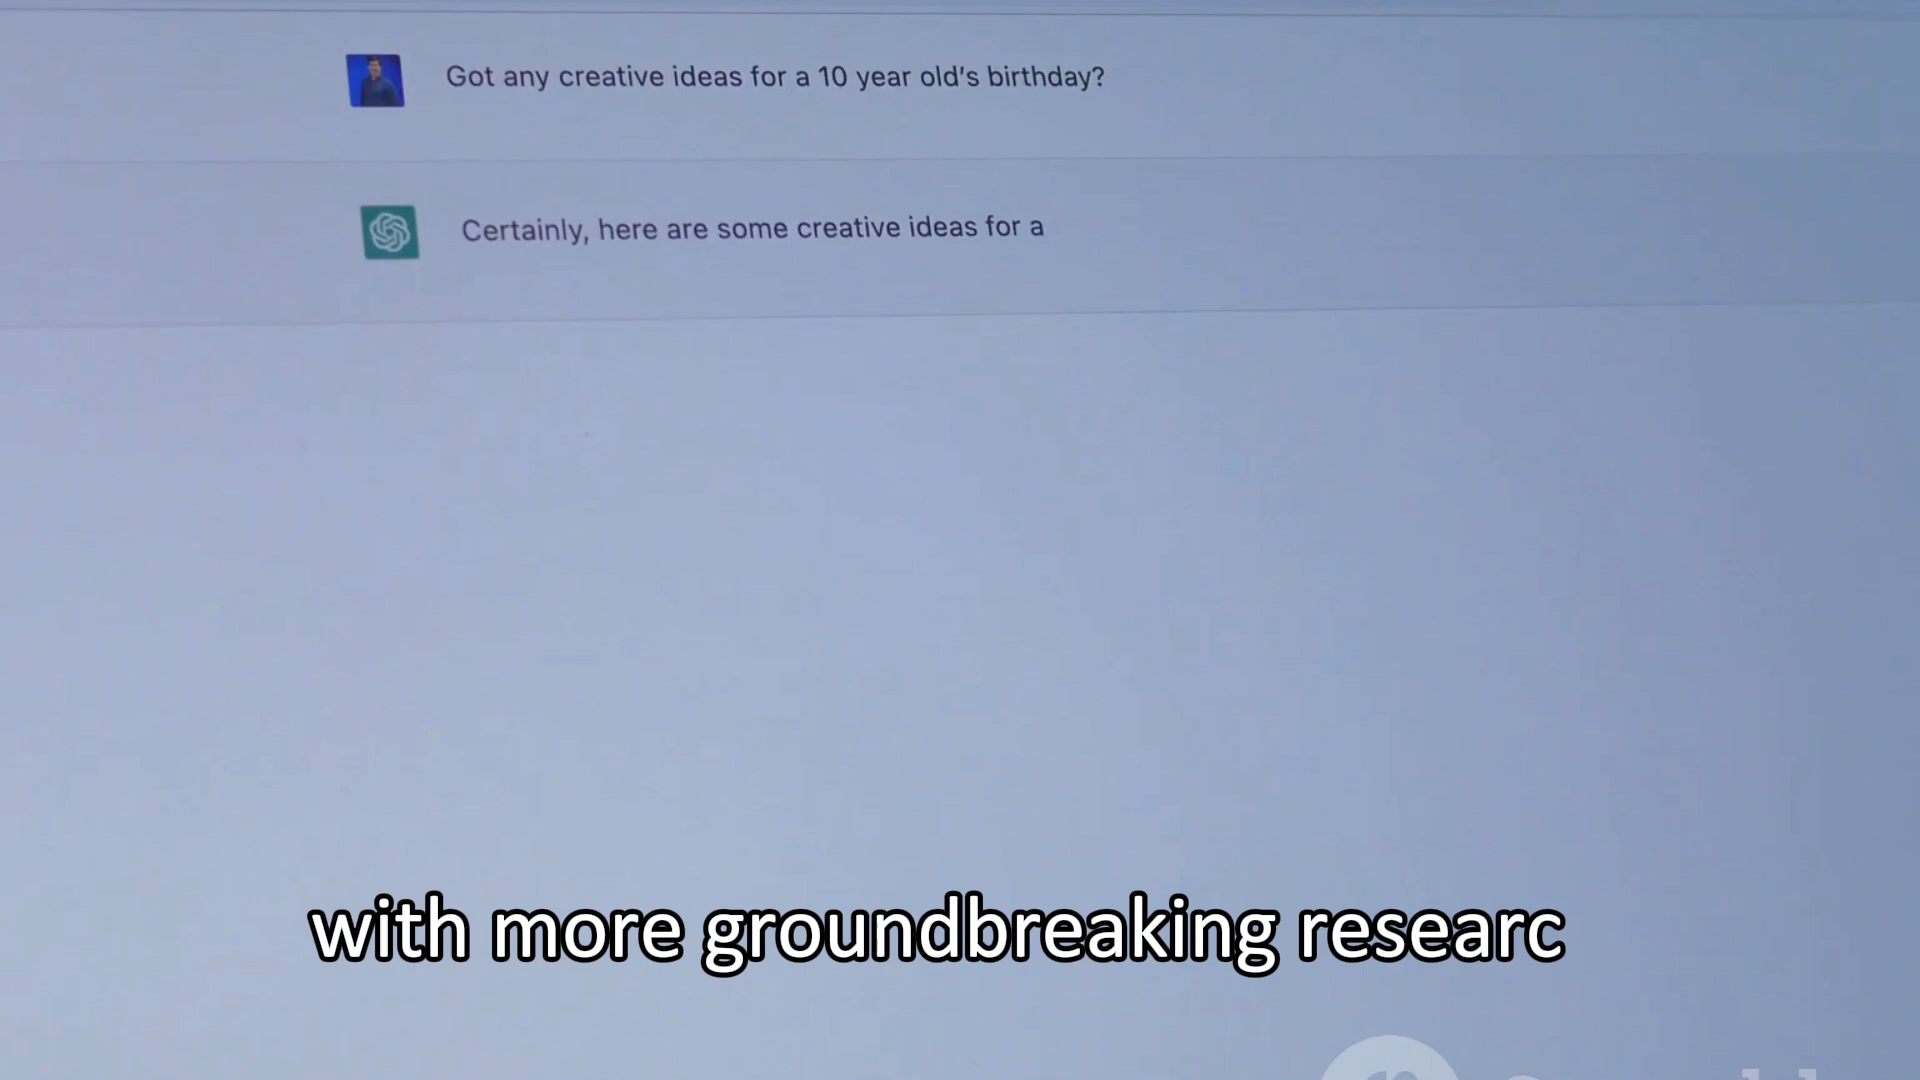 Got any creative ideas for a 10 year old's birthday?
Certainly, here are some creative ideas for a
with more groundbreaking researc